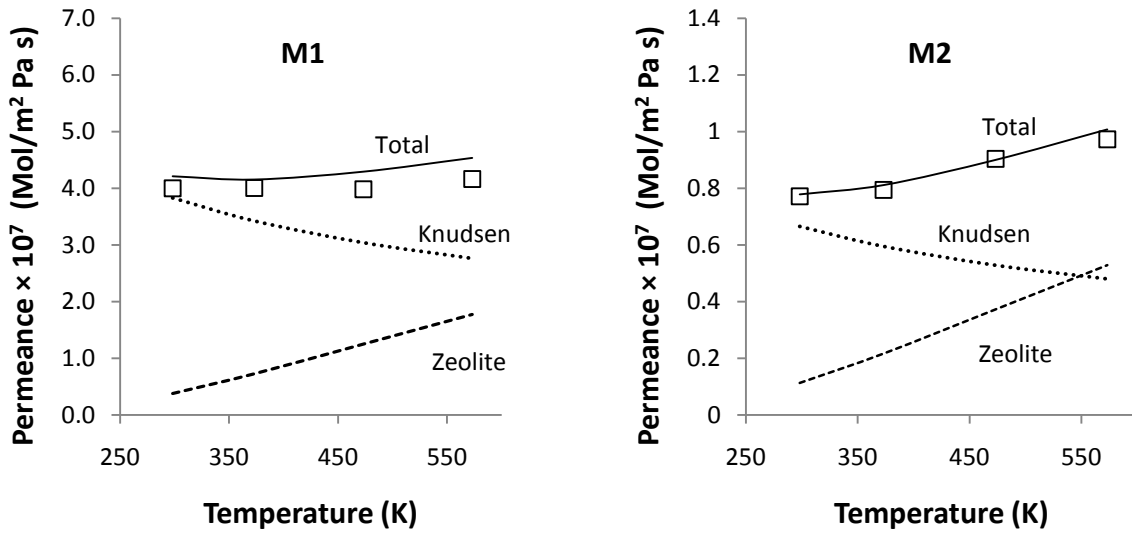 M1
Permeance × 10⁷ (Mol/m² Pa s)
7.0
6.0
5.0
4.0
3.0
2.0
1.0
0.0
Total
Knudsen
Zeolite
250 350 450 550
Temperature (K)
M2
Permeance × 10⁷ (Mol/m² Pa s)
1.4
1.2
1
0.8
0.6
0.4
0.2
0
Total
Knudsen
Zeolite
250 350 450 550
Temperature (K)